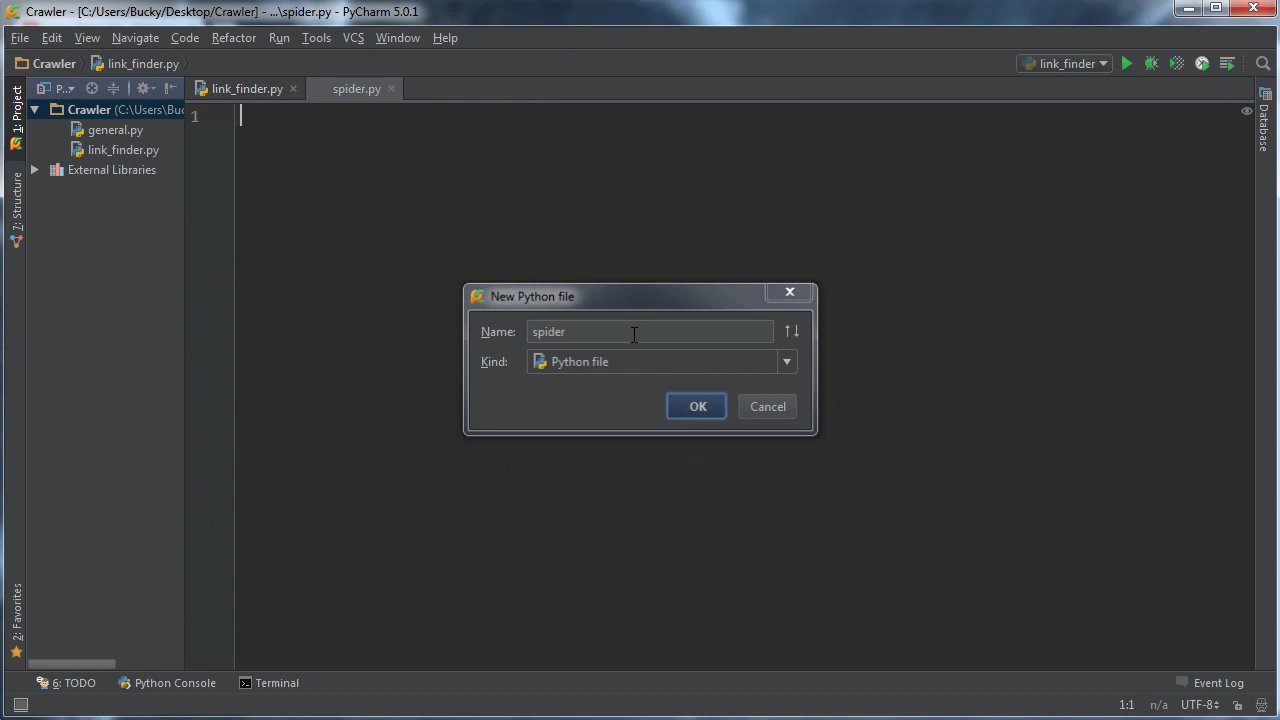 Crawler - [C:/Users/Bucky/Desktop/Crawler] - ...\spider.py - PyCharm 5.0.1
File Edit View Navigate Code Refactor Run Tools VCS Window Help
Crawler link_finder.py link_finder
1: Project
P..
link_finder.py spider.py
Crawler (C:\Users\Buc
general.py
link_finder.py
External Libraries
1
Database
7: Structure
New Python file
Name: spider
Kind: Python file
OK Cancel
2: Favorites
6: TODO Python Console Terminal Event Log
1:1 n/a UTF-8